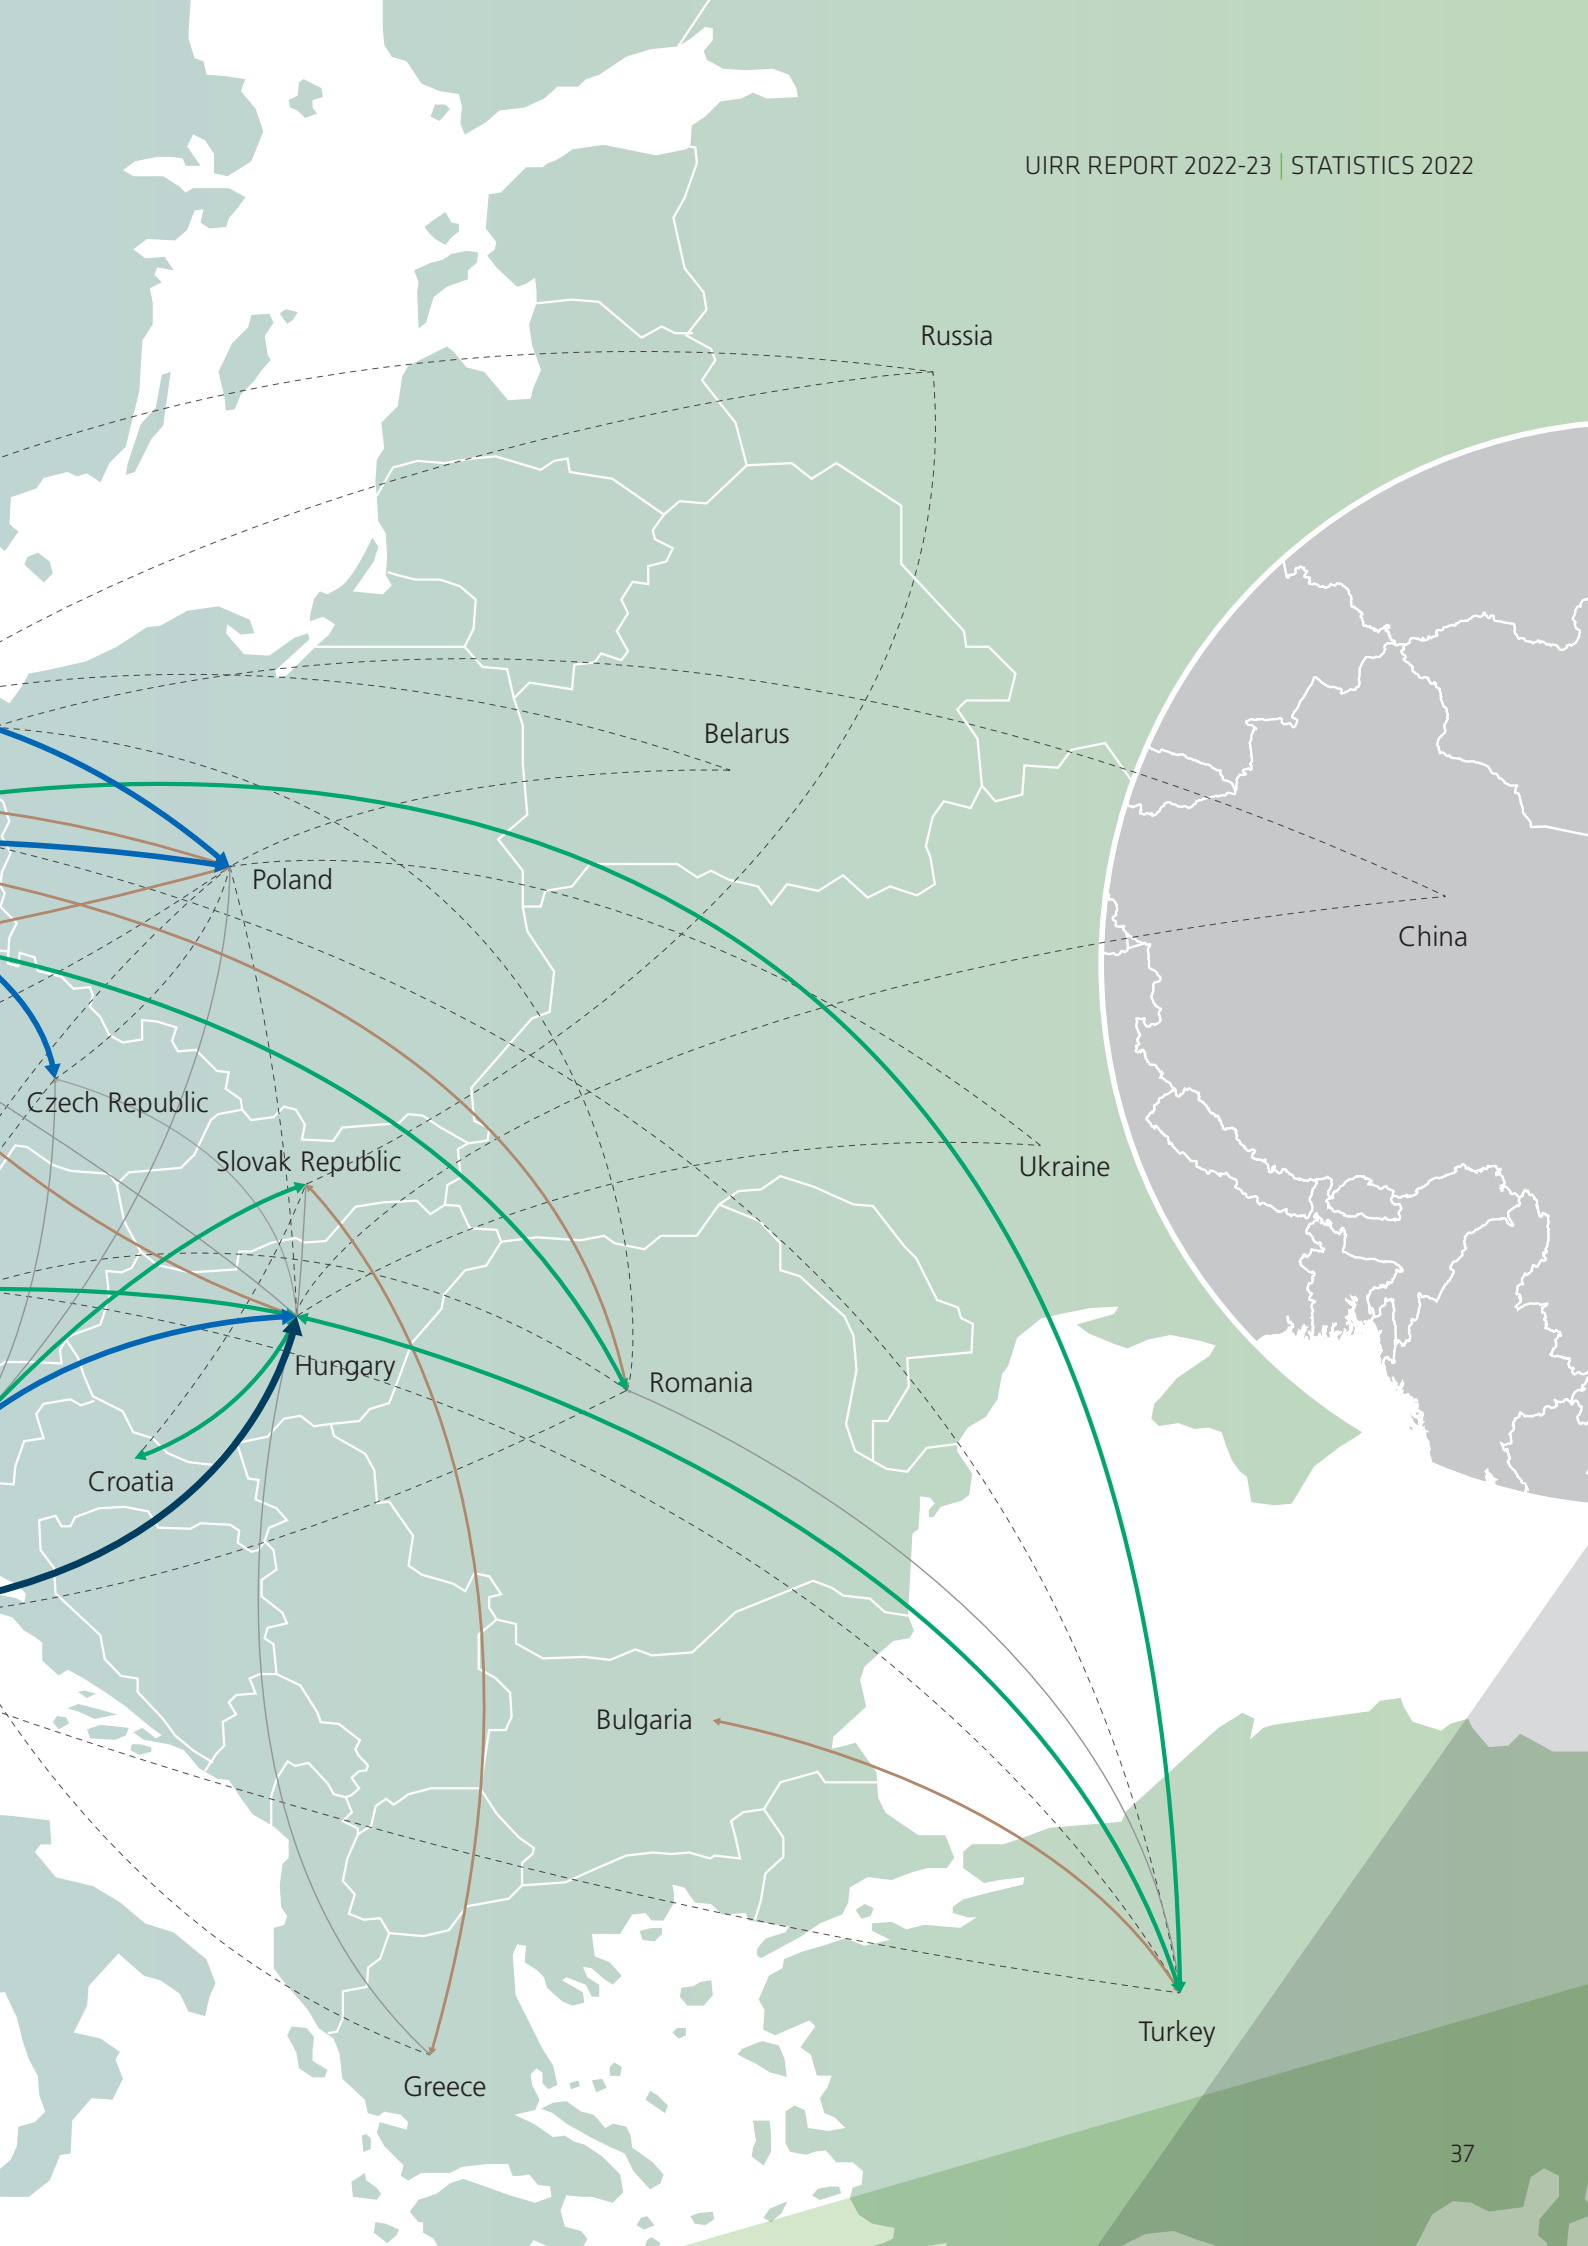 UIRR REPORT 2022-23 | STATISTICS 2022
Russia
Belarus
Poland
China
Czech Republic
Slovak Republic
Ukraine
Hungary
Romania
Croatia
Bulgaria
Turkey
Greece
37